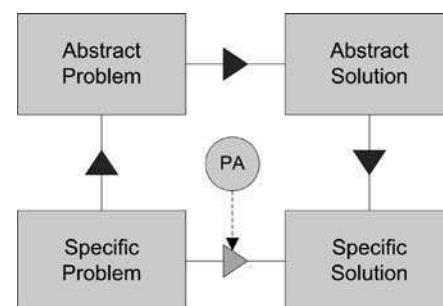 Abstract
Problem
Abstract
Solution
PA
Specific
Problem
Specific
Solution